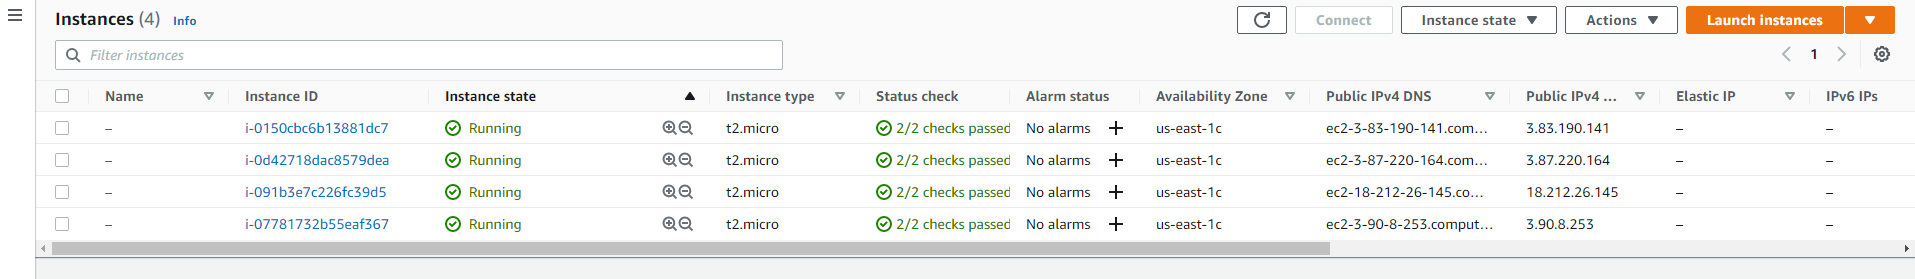 Instances (4) Info Connect Instance state Actions Launch instances
Filter instances 1
Name Instance ID Instance state Instance type Status check Alarm status Availability Zone Public IPv4 DNS Public IPv4 ... Elastic IP IPv6 IPs
– i-0150cbc6b13881dc7 Running t2.micro 2/2 checks passed No alarms + us-east-1c ec2-3-83-190-141.com... 3.83.190.141 – –
– i-0d42718dac8579dea Running t2.micro 2/2 checks passed No alarms + us-east-1c ec2-3-87-220-164.com... 3.87.220.164 – –
– i-091b3e7c226fc39d5 Running t2.micro 2/2 checks passed No alarms + us-east-1c ec2-18-212-26-145.co... 18.212.26.145 – –
– i-07781732b55eaf367 Running t2.micro 2/2 checks passed No alarms + us-east-1c ec2-3-90-8-253.comput... 3.90.8.253 – –